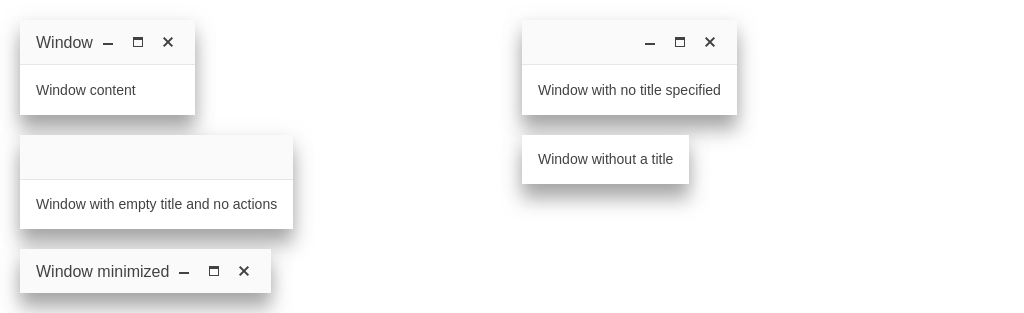 Window
Window content
Window with no title specified
Window with empty title and no actions
Window without a title
Window minimized